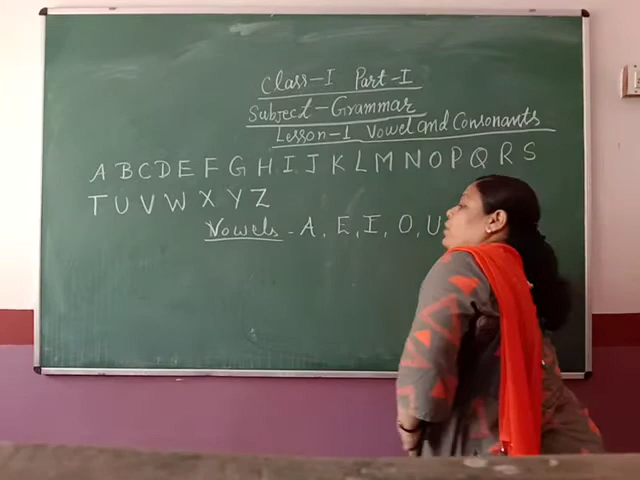 Class-I Part-I
Subject-Grammar
Lesson-1 Vowel and Consonants
A B C D E F G H I J K L M N O P Q R S
T U V W X Y Z
Vowels - A, E, I, O, U